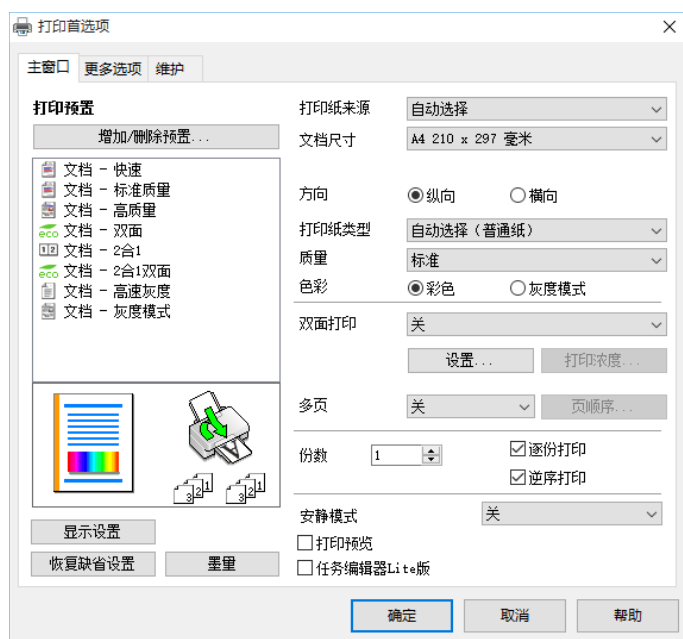 打印首选项
主窗口 更多选项 维护
打印预置
增加/删除预置...
文档 - 快速
文档 - 标准质量
文档 - 高质量
eco 文档 - 双面
12 文档 - 2合1
eco 文档 - 2合1双面
文档 - 高速灰度
文档 - 灰度模式
321 321
显示设置
恢复缺省设置 墨量
打印纸来源 自动选择
文档尺寸 A4 210 x 297 毫米
方向 纵向 横向
打印纸类型 自动选择（普通纸）
质量 标准
色彩 彩色 灰度模式
双面打印 关
设置... 打印浓度...
多页 关 页顺序...
份数 1 逐份打印
逆序打印
安静模式 关
打印预览
任务编辑器Lite版
确定 取消 帮助